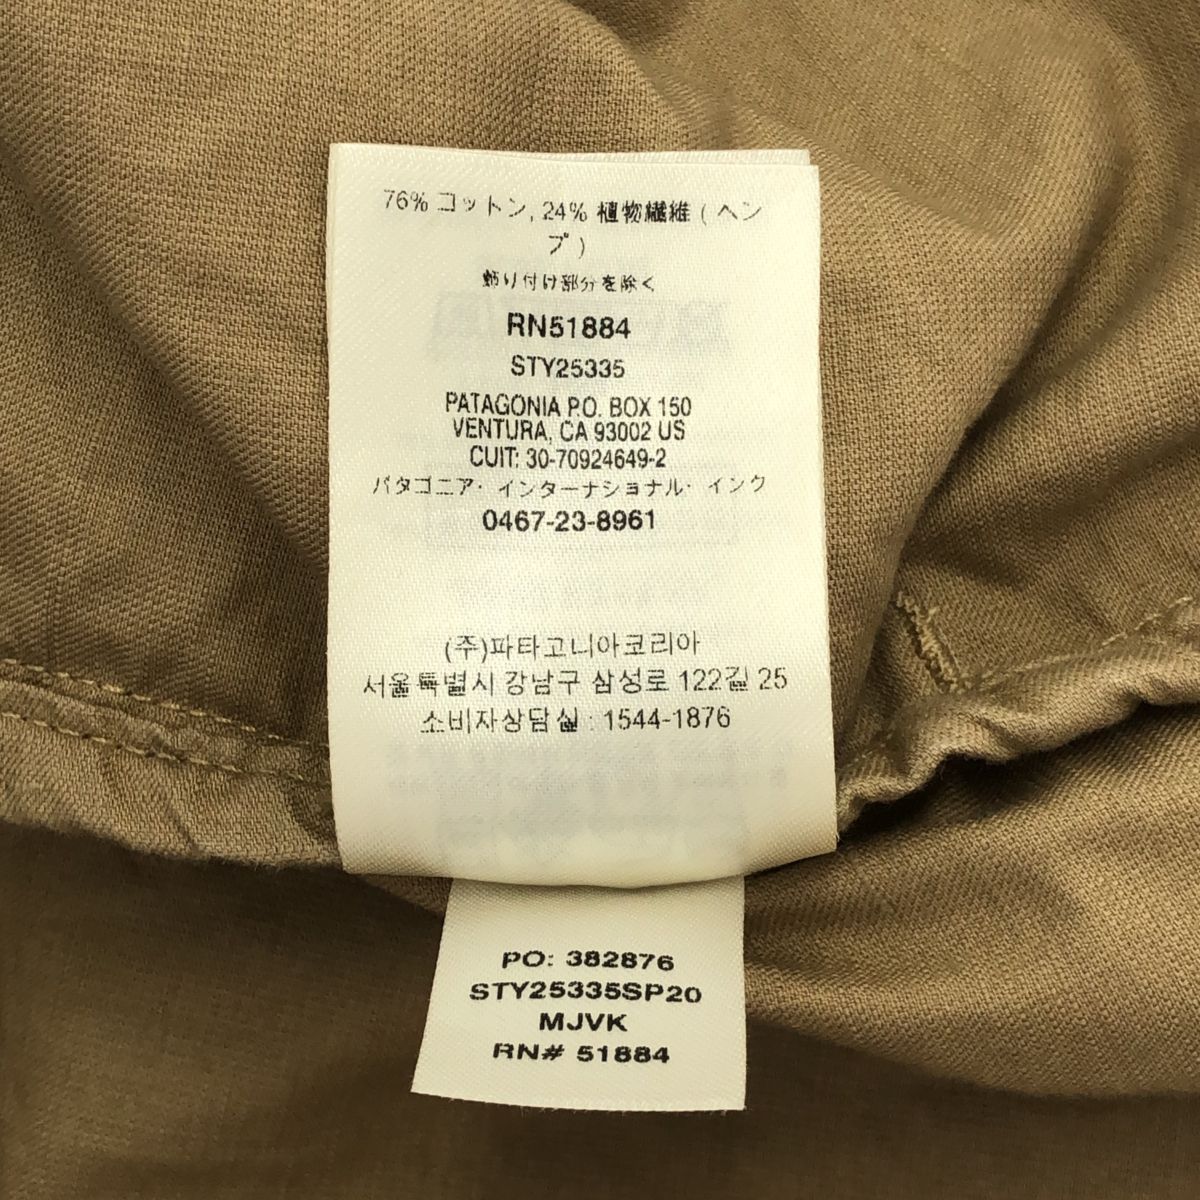 76% コットン, 24% 植物繊維 ( ヘン
プ )
飾り付け部分を除く
RN51884
STY25335
PATAGONIA P.O. BOX 150
VENTURA, CA 93002 US
CUIT: 30-70924649-2
パタゴニア・インターナショナル・インク
0467-23-8961
(주)파타고니아코리아
서울특별시 강남구 삼성로 122길 25
소비자상담실 : 1544-1876
PO: 382876
STY25335SP20
MJVK
RN# 51884